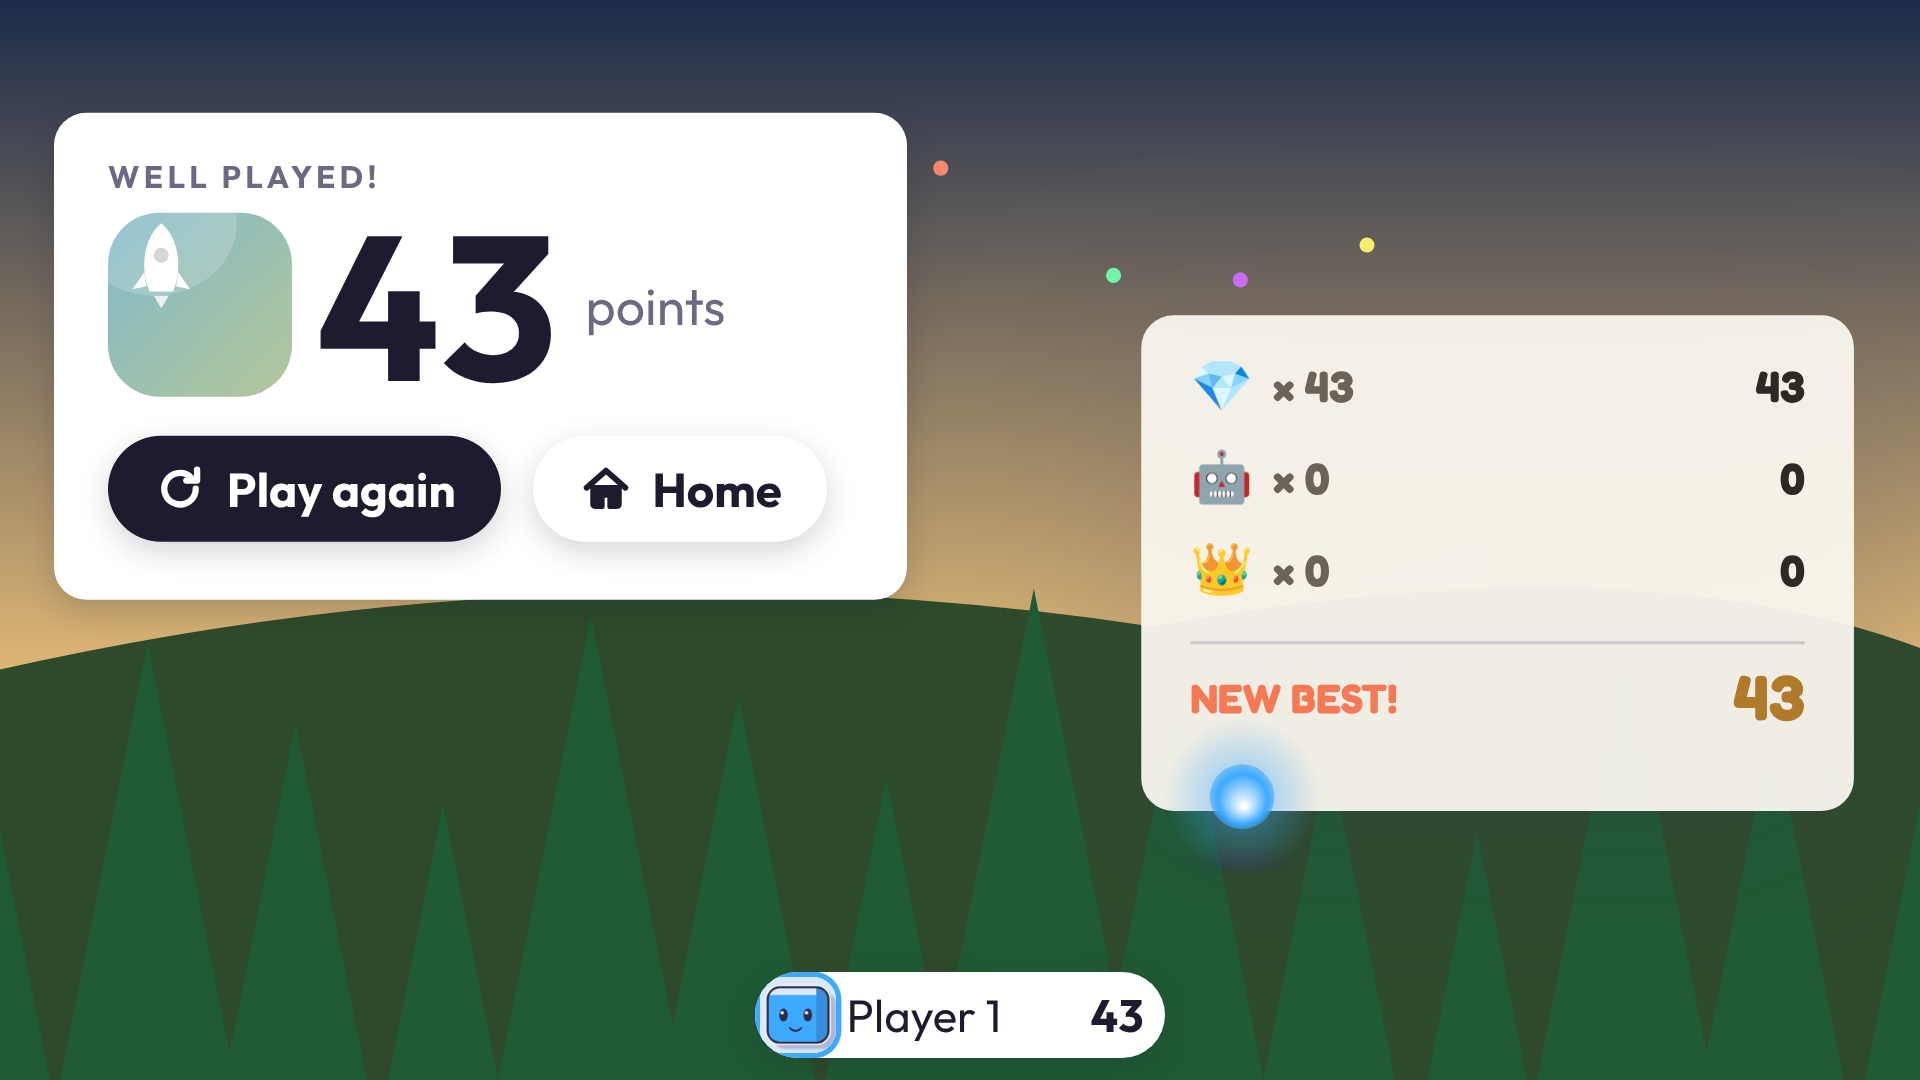 WELL PLAYED!
43 points
Play again
Home
× 43 43
× 0 0
× 0 0
NEW BEST! 43
Player 1 43